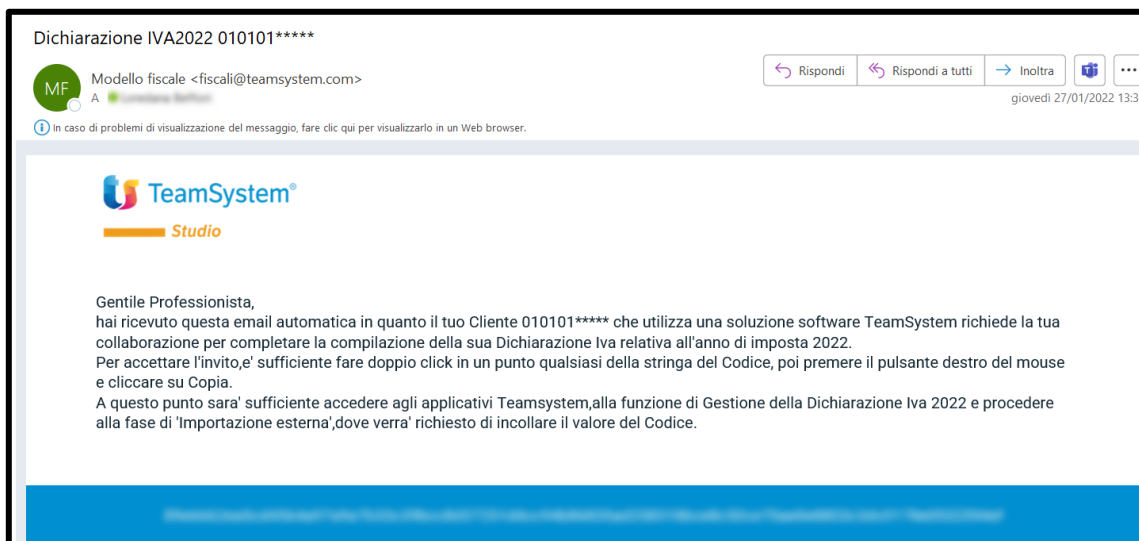 Dichiarazione IVA2022 010101*****
MF
Modello fiscale <fiscali@teamsystem.com>
A
Rispondi
Rispondi a tutti
Inoltra
giovedì 27/01/2022 13:3
In caso di problemi di visualizzazione del messaggio, fare clic qui per visualizzarlo in un Web browser.
TeamSystem®
Studio
Gentile Professionista,
hai ricevuto questa email automatica in quanto il tuo Cliente 010101***** che utilizza una soluzione software TeamSystem richiede la tua
collaborazione per completare la compilazione della sua Dichiarazione Iva relativa all'anno di imposta 2022.
Per accettare l'invito,e' sufficiente fare doppio click in un punto qualsiasi della stringa del Codice, poi premere il pulsante destro del mouse
e cliccare su Copia.
A questo punto sara' sufficiente accedere agli applicativi Teamsystem,alla funzione di Gestione della Dichiarazione Iva 2022 e procedere
alla fase di 'Importazione esterna',dove verra' richiesto di incollare il valore del Codice.